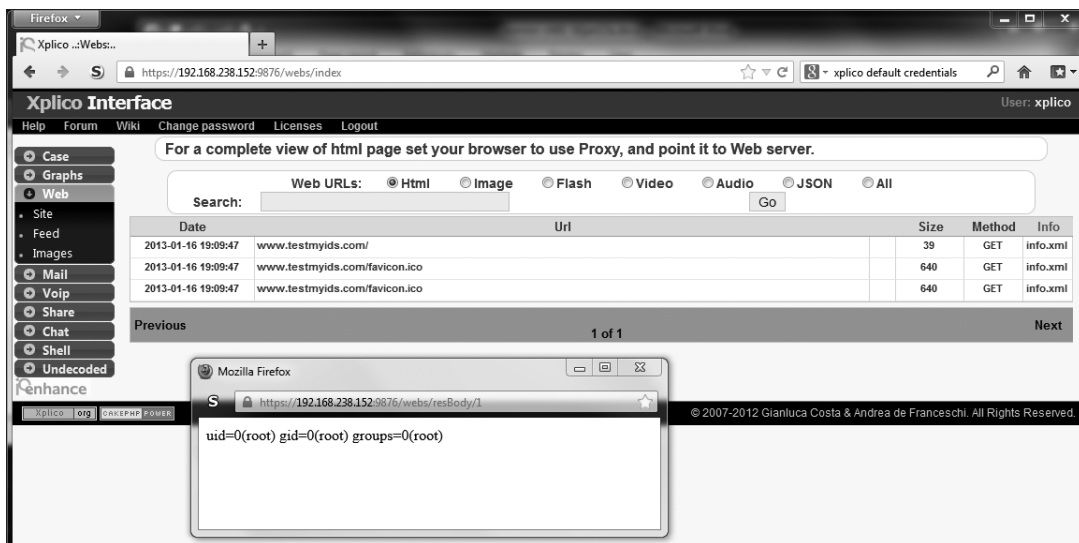 Firefox
Xplico ..:Webs:..
+
https://192.168.238.152:9876/webs/index
xplico default credentials
Xplico Interface
User: xplico
Help Forum Wiki Change password Licenses Logout
For a complete view of html page set your browser to use Proxy, and point it to Web server.
Case
Graphs
Web
Site
Feed
Images
Mail
Voip
Share
Chat
Shell
Undecoded
Web URLs: Html Image Flash Video Audio JSON All
Search: Go
Date Url Size Method Info
2013-01-16 19:09:47 www.testmyids.com/ 39 GET info.xml
2013-01-16 19:09:47 www.testmyids.com/favicon.ico 640 GET info.xml
2013-01-16 19:09:47 www.testmyids.com/favicon.ico 640 GET info.xml
Previous 1 of 1 Next
Mozilla Firefox
https://192.168.238.152:9876/webs/resBody/1
uid=0(root) gid=0(root) groups=0(root)
enhance
Xplico org CAKEPHP POWER
© 2007-2012 Gianluca Costa & Andrea de Franceschi. All Rights Reserved.